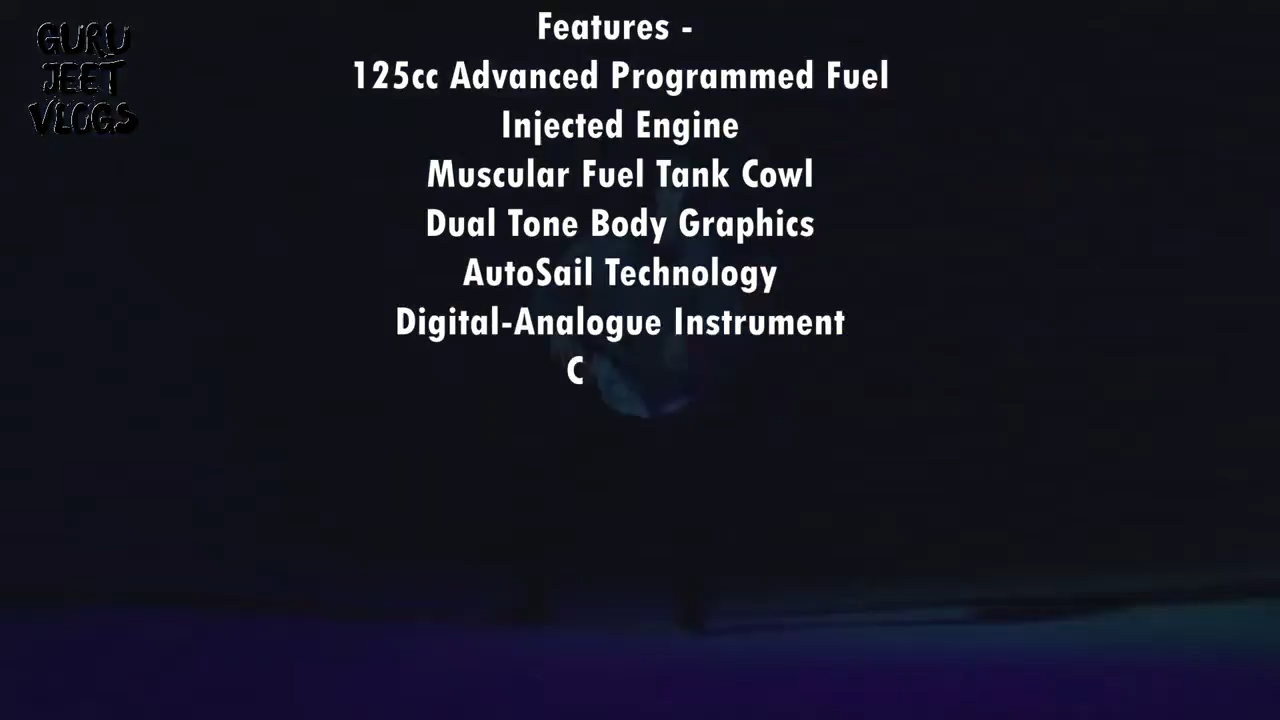 GURU
JEET
VLOGS
Features -
125cc Advanced Programmed Fuel
Injected Engine
Muscular Fuel Tank Cowl
Dual Tone Body Graphics
AutoSail Technology
Digital-Analogue Instrument
C